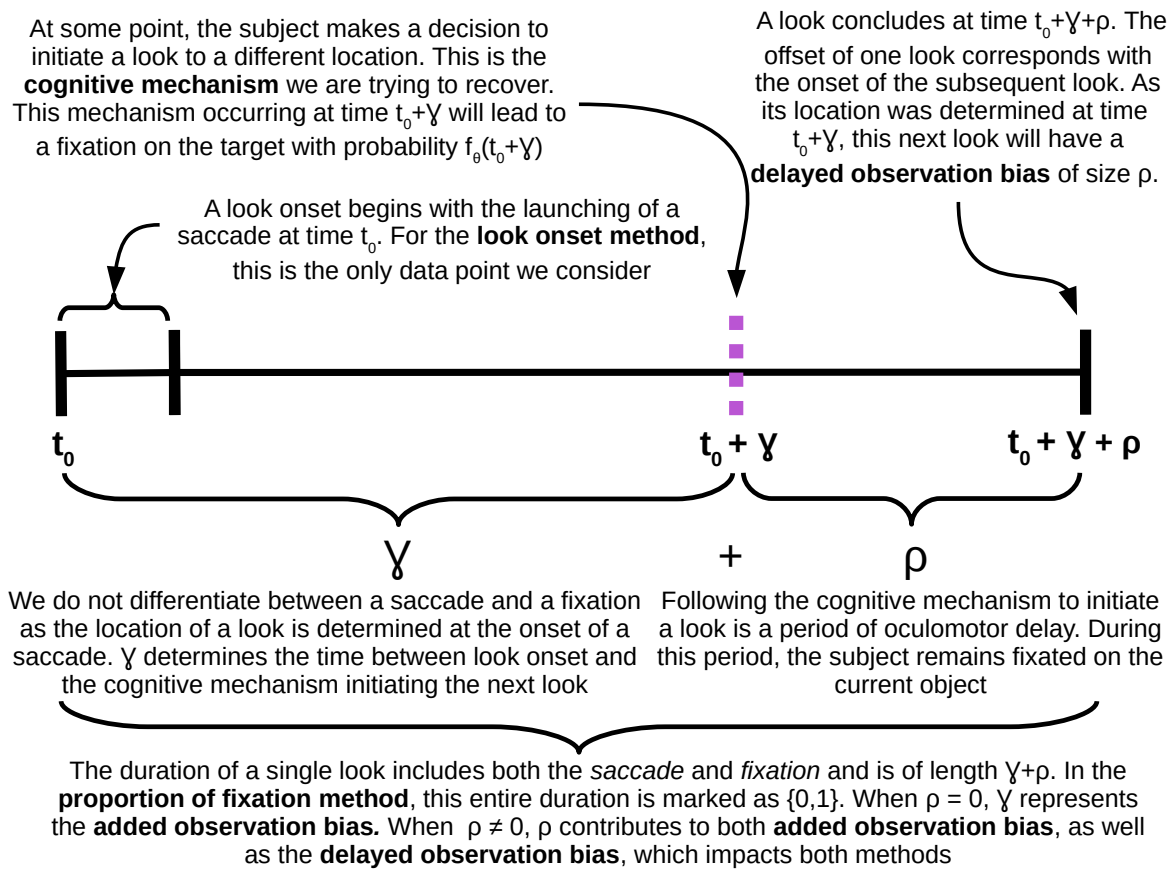 At some point, the subject makes a decision to
initiate a look to a different location. This is the
cognitive mechanism we are trying to recover.
This mechanism occurring at time t₀+Ɣ will lead to
a fixation on the target with probability fθ(t₀+Ɣ)
A look concludes at time t₀+Ɣ+ρ. The
offset of one look corresponds with
the onset of the subsequent look. As
its location was determined at time
t₀+Ɣ, this next look will have a
delayed observation bias of size ρ.
A look onset begins with the launching of a
saccade at time t₀. For the look onset method,
this is the only data point we consider
t₀
t₀ + Ɣ
t₀ + Ɣ + ρ
Ɣ + ρ
We do not differentiate between a saccade and a fixation
as the location of a look is determined at the onset of a
saccade. Ɣ determines the time between look onset and
the cognitive mechanism initiating the next look
Following the cognitive mechanism to initiate
a look is a period of oculomotor delay. During
this period, the subject remains fixated on the
current object
The duration of a single look includes both the saccade and fixation and is of length Ɣ+ρ. In the
proportion of fixation method, this entire duration is marked as {0,1}. When ρ = 0, Ɣ represents
the added observation bias. When ρ ≠ 0, ρ contributes to both added observation bias, as well
as the delayed observation bias, which impacts both methods